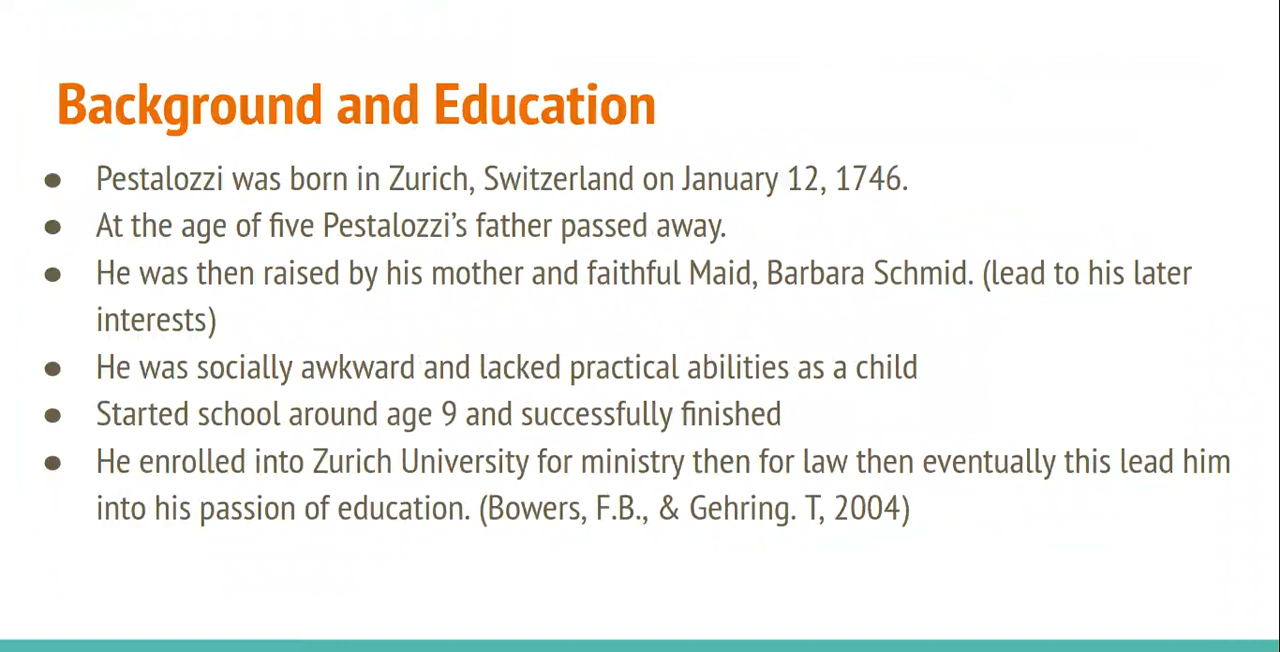 Background and Education
● Pestalozzi was born in Zurich, Switzerland on January 12, 1746.
● At the age of five Pestalozzi’s father passed away.
● He was then raised by his mother and faithful Maid, Barbara Schmid. (lead to his later
interests)
● He was socially awkward and lacked practical abilities as a child
● Started school around age 9 and successfully finished
● He enrolled into Zurich University for ministry then for law then eventually this lead him
into his passion of education. (Bowers, F.B., & Gehring. T, 2004)